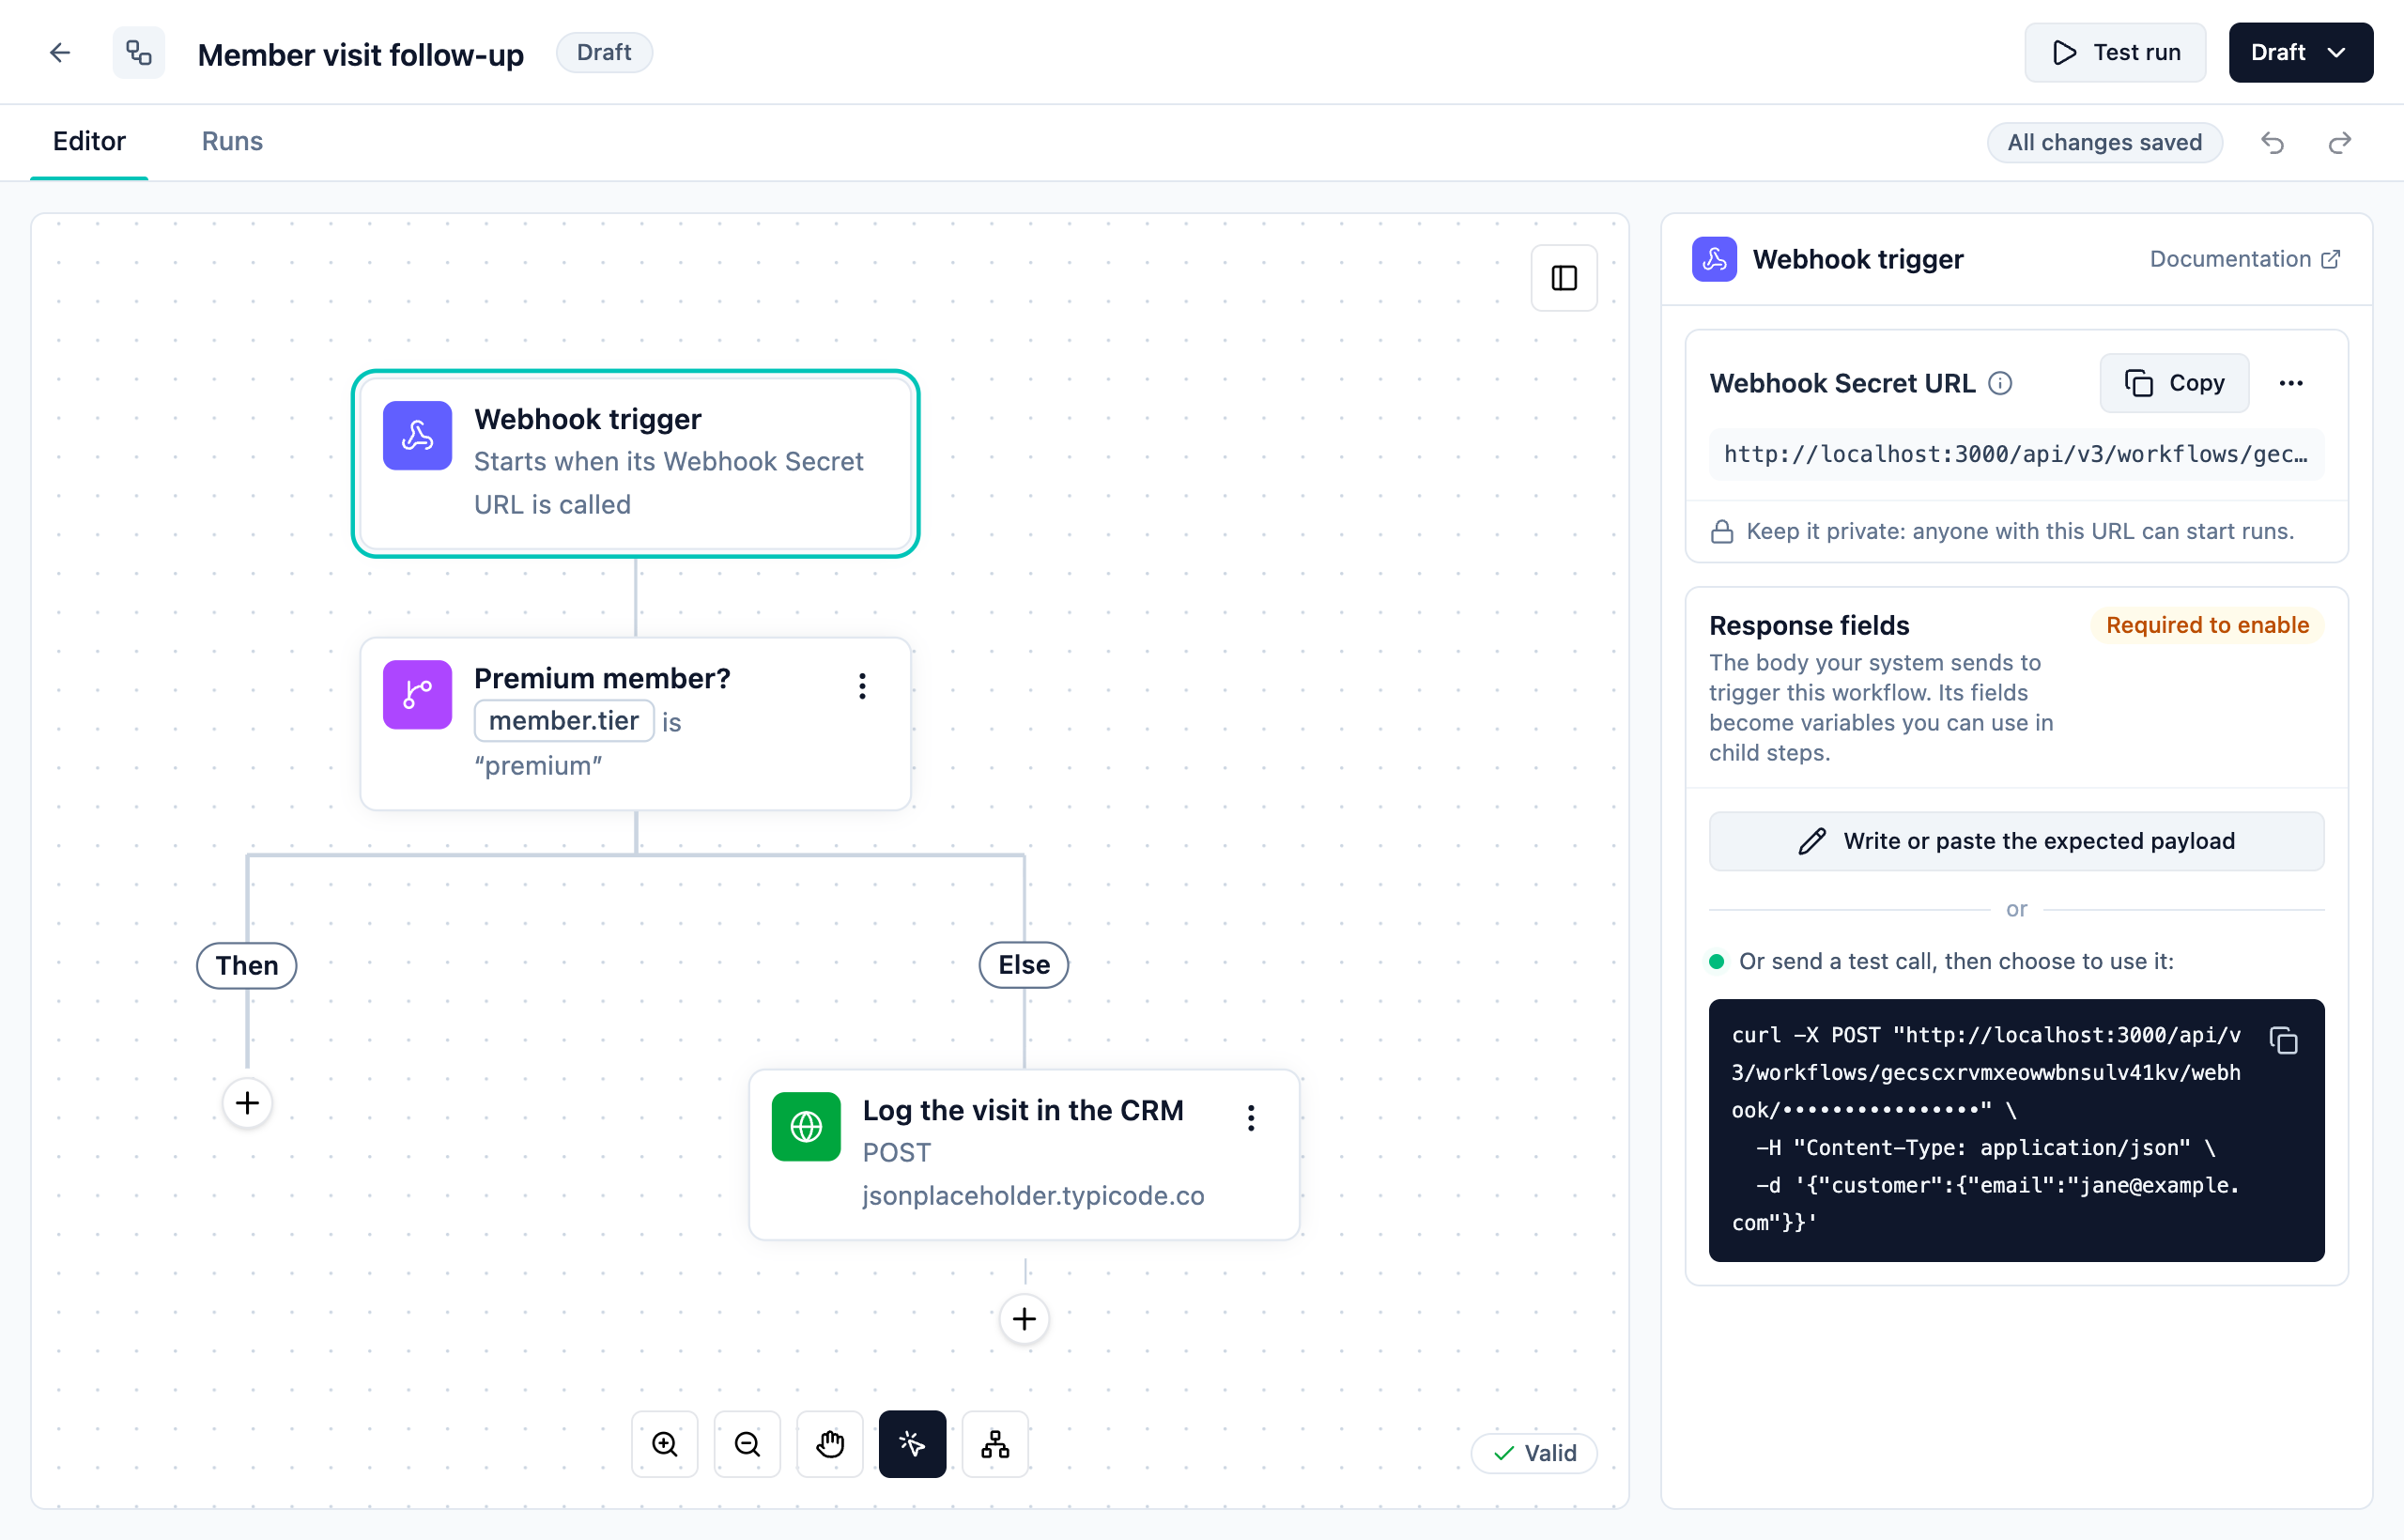 Member visit follow-up
Draft
Test run
Draft
Editor
Runs
All changes saved
Webhook trigger
Starts when its Webhook Secret
URL is called
Premium member?
member.tier is
“premium”
Then
Else
Log the visit in the CRM
POST
jsonplaceholder.typicode.co
Valid
Webhook trigger
Documentation
Webhook Secret URL
Copy
http://localhost:3000/api/v3/workflows/gec…
Keep it private: anyone with this URL can start runs.
Response fields
Required to enable
The body your system sends to
trigger this workflow. Its fields
become variables you can use in
child steps.
Write or paste the expected payload
or
Or send a test call, then choose to use it:
curl -X POST "http://localhost:3000/api/v
3/workflows/gecscxrvmxeowwbnsulv41kv/webh
ook/••••••••••••••••" \
-H "Content-Type: application/json" \
-d '{"customer":{"email":"jane@example.
com"}}'